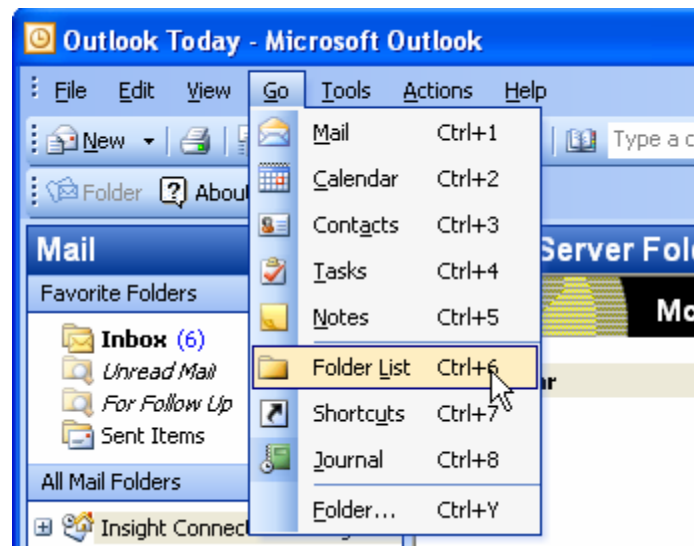 Outlook Today - Microsoft Outlook
File Edit View Go Tools Actions Help
New Type a
Folder About
Mail Ctrl+1
Calendar Ctrl+2
Contacts Ctrl+3
Tasks Ctrl+4
Notes Ctrl+5
Folder List Ctrl+6
Shortcuts Ctrl+7
Journal Ctrl+8
Folder... Ctrl+Y
Mail
Favorite Folders
Inbox (6)
Unread Mail
For Follow Up
Sent Items
All Mail Folders
Insight Connect
Server